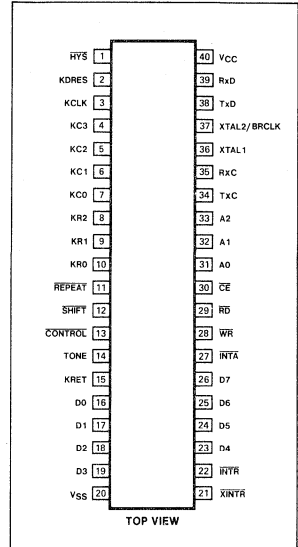 HYS 1 40 VCC
KDRES 2 39 RxD
KCLK 3 38 TxD
KC3 4 37 XTAL2/BRCLK
KC2 5 36 XTAL1
KC1 6 35 RxC
KC0 7 34 TxC
KR2 8 33 A2
KR1 9 32 A1
KR0 10 31 A0
REPEAT 11 30 CE
SHIFT 12 29 RD
CONTROL 13 28 WR
TONE 14 27 INTA
KRET 15 26 D7
D0 16 25 D6
D1 17 24 D5
D2 18 23 D4
D3 19 22 INTR
VSS 20 21 XINTR
TOP VIEW